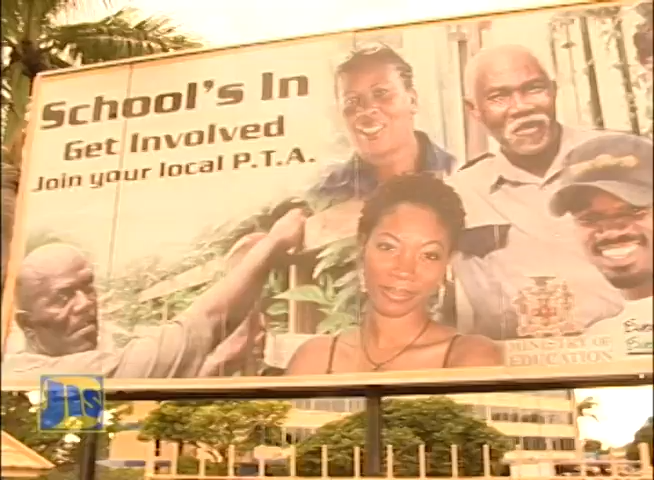 School's In
Get Involved
Join your local P.T.A.
MINISTRY OF
EDUCATION
JIS